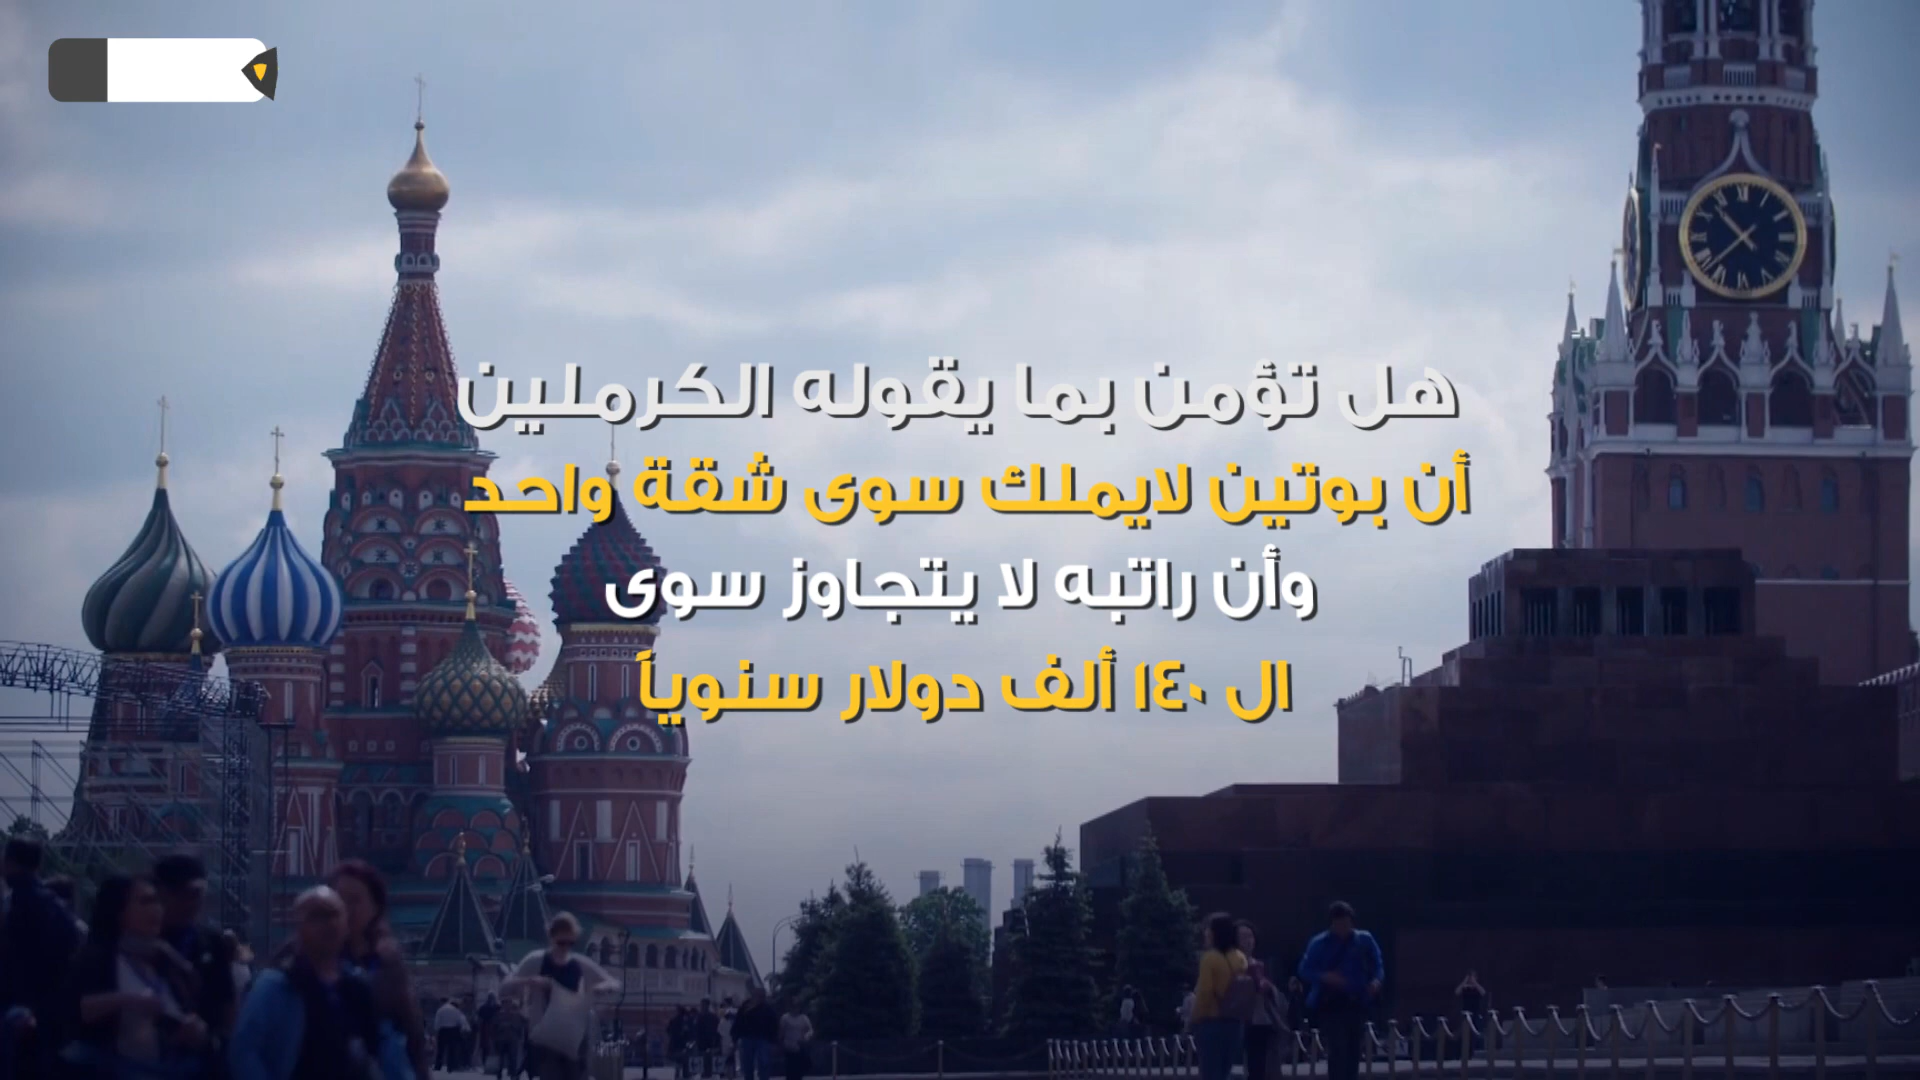 هل تؤمن بما يقوله الكرملين
أن بوتين لايملك سوى شقة واحد
وأن راتبه لا يتجاوز سوى
ال ١٤٠ ألف دولار سنوياً